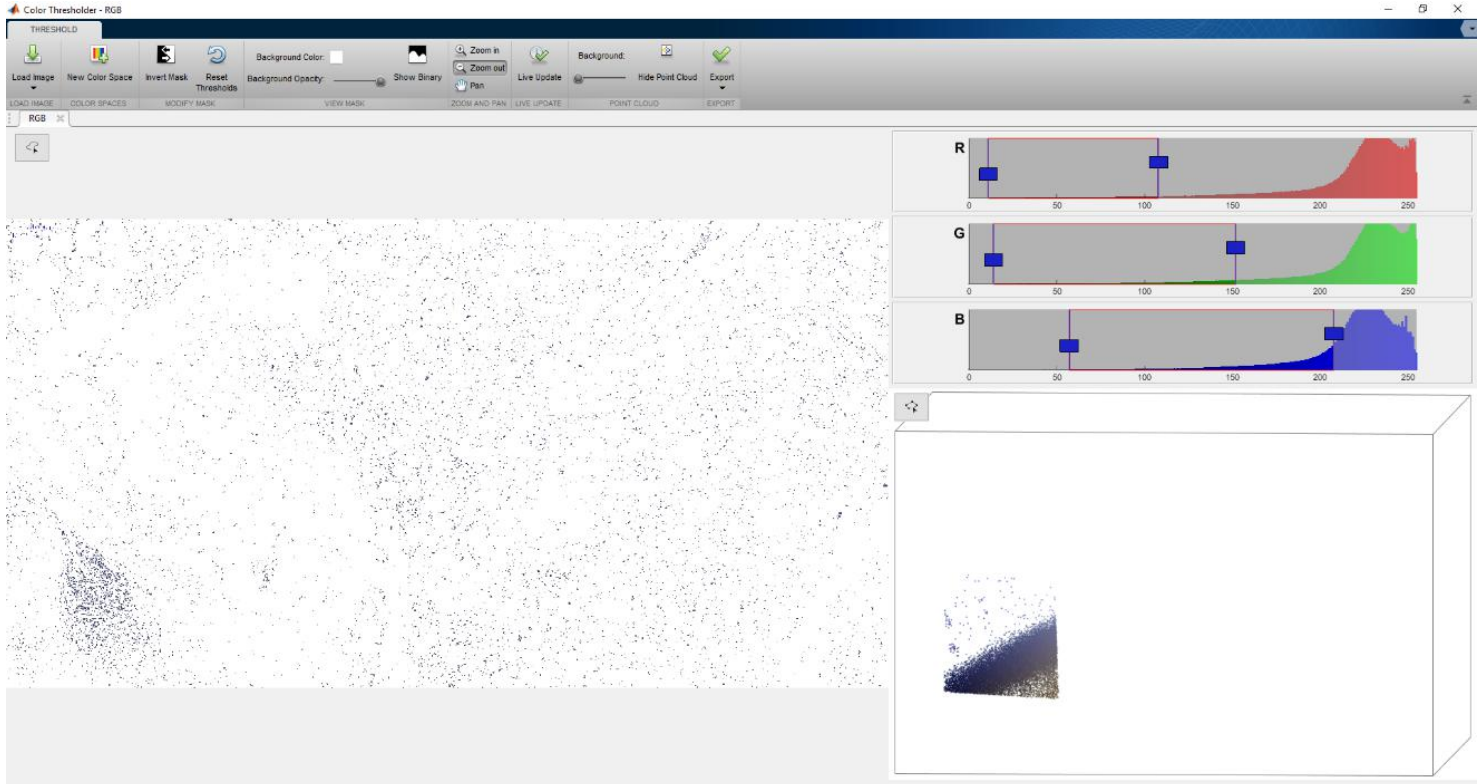 Color Thresholder - RGB
THRESHOLD
Load Image
New Color Space
Invert Mask
Reset Thresholds
Background Color:
Background Opacity:
Show Binary
Zoom in
Zoom out
Pan
Live Update
Background:
Hide Point Cloud
Export
LOAD IMAGE
COLOR SPACES
MODIFY MASK
VIEW MASK
ZOOM AND PAN
LIVE UPDATE
POINT CLOUD
EXPORT
RGB
R
0 50 100 150 200 250
G
0 50 100 150 200 250
B
0 50 100 150 200 250